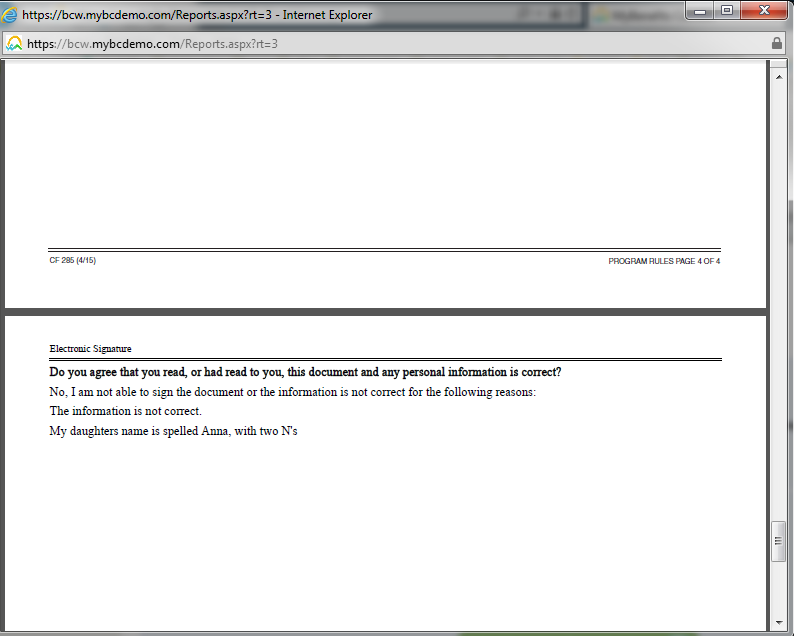 https://bcw.mybcdemo.com/Reports.aspx?rt=3 - Internet Explorer
https://bcw.mybcdemo.com/Reports.aspx?rt=3
CF 285 (4/15) PROGRAM RULES PAGE 4 OF 4
Electronic Signature
Do you agree that you read, or had read to you, this document and any personal information is correct?
No, I am not able to sign the document or the information is not correct for the following reasons:
The information is not correct.
My daughters name is spelled Anna, with two N's